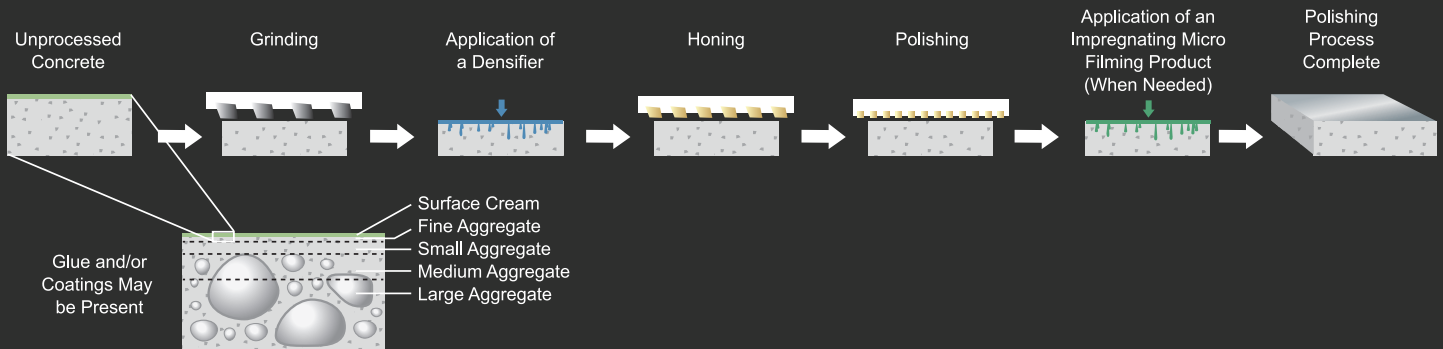 Unprocessed
Concrete
Grinding
Application of
a Densifier
Honing
Polishing
Application of an
Impregnating Micro
Filming Product
(When Needed)
Polishing
Process
Complete
Surface Cream
Fine Aggregate
Small Aggregate
Medium Aggregate
Large Aggregate
Glue and/or
Coatings May
be Present